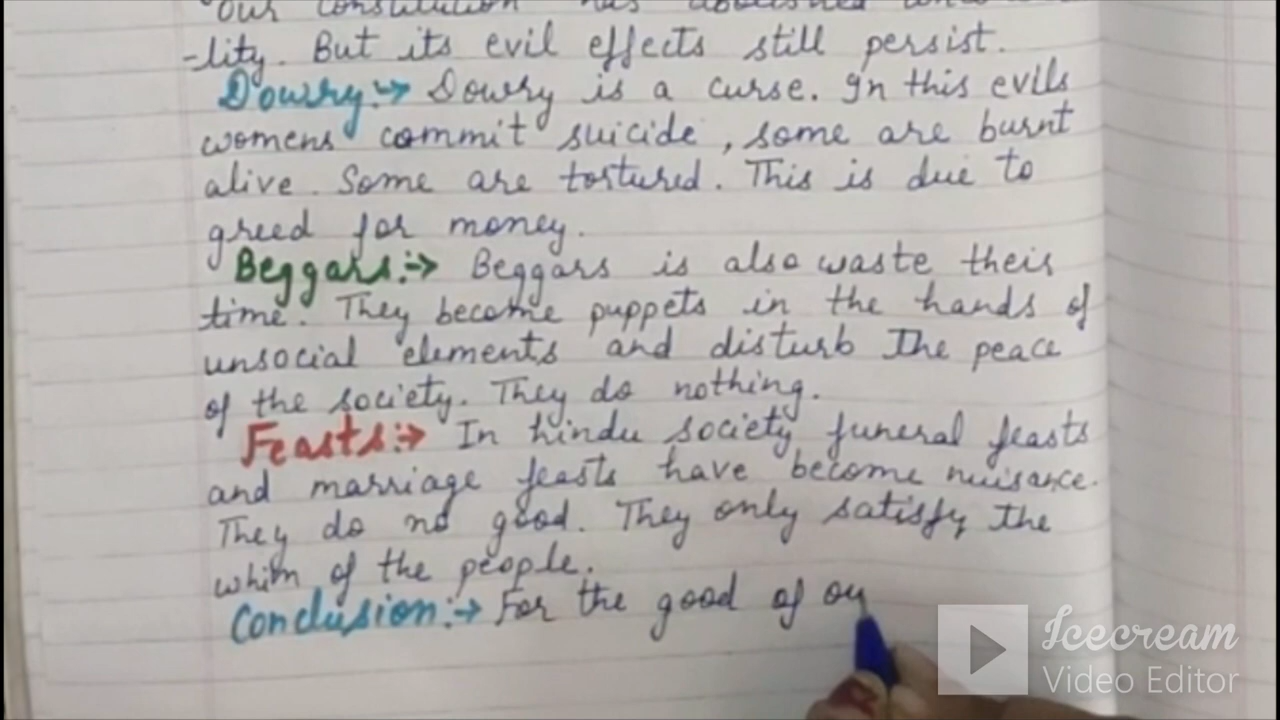 Our constitution has abolished
-lity. But its evil effects still persist.
Dowry:→ Dowry is a curse. In this evils
womens commit suicide, some are burnt
alive. Some are tortured. This is due to
greed for money.
Beggars:→ Beggars is also waste their
time. They become puppets in the hands of
unsocial elements and disturb The peace
of the society. They do nothing.
Feasts:→ In hindu society funeral feasts
and marriage feasts have become nuisance.
They do no good. They only satisfy the
whim of the people.
Conclusion:→ For the good of ou
Icecream
Video Editor